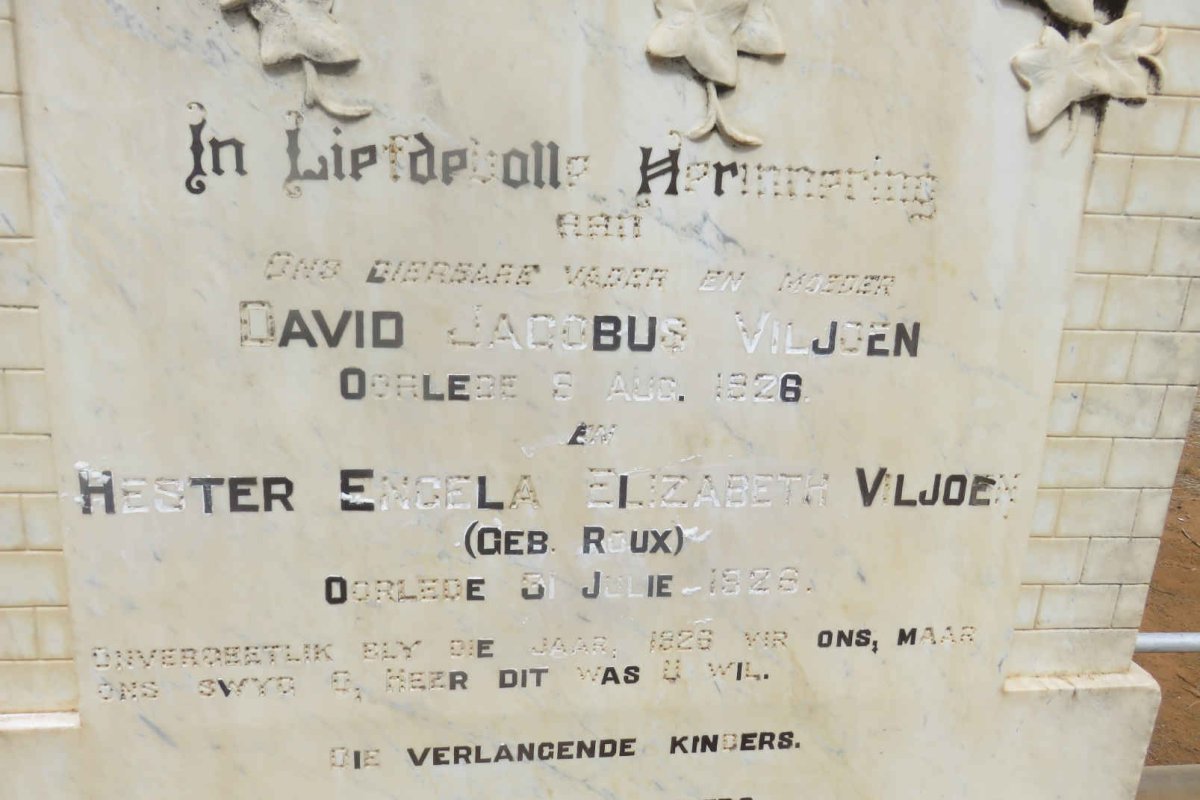 In Liefdevolle Herinnering
aan
ONS DIERBARE VADER EN MOEDER
DAVID JACOBUS VILJOEN
OORLEDE 8 AUG. 1926.
EN
HESTER ENGELA ELIZABETH VILJOEN
(GEB. ROUX)
OORLEDE 31 JULIE 1926.
ONVERGEETLIK BLY DIE JAAR, 1926 VIR ONS, MAAR
ONS SWYG O, HEER DIT WAS U WIL.
DIE VERLANGENDE KINDERS.